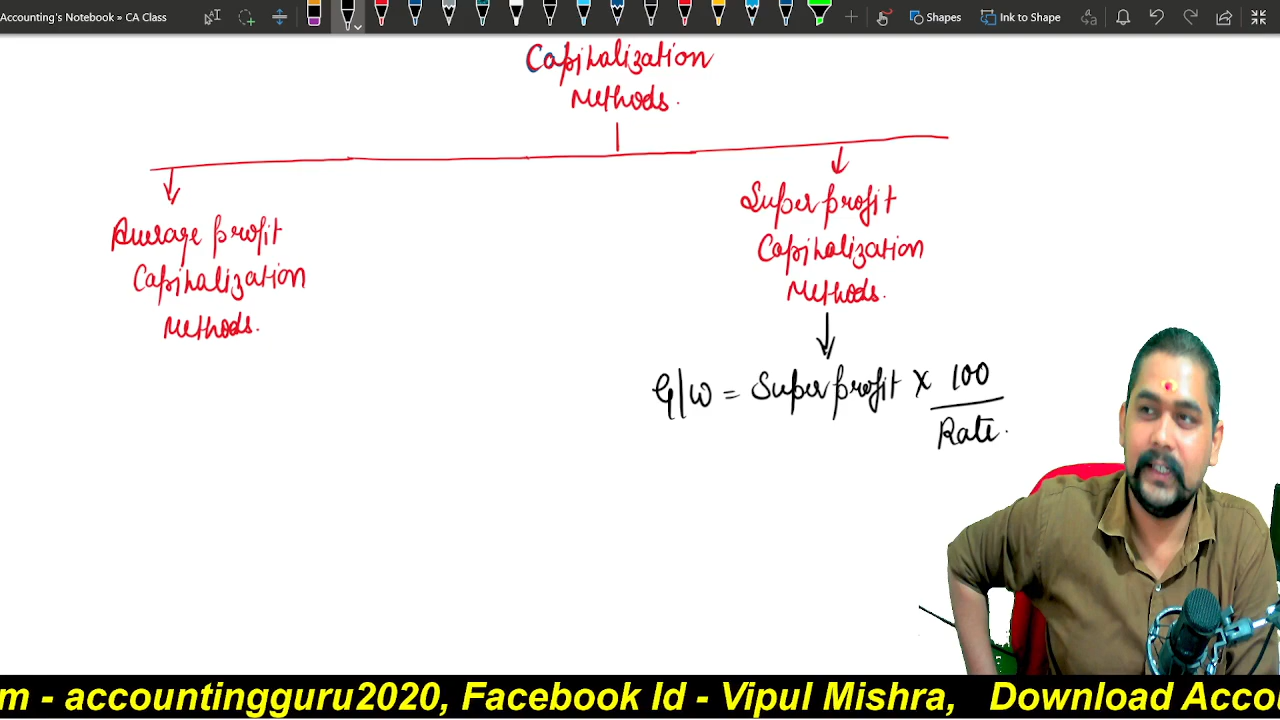 Accounting's Notebook » CA Class
Shapes
Ink to Shape
Capitalization
Methods.
Average profit
Capitalization
Methods.
Super profit
Capitalization
Methods.
G/W = Super profit X 100
Rate.
m - accountingguru2020, Facebook Id - Vipul Mishra, Download Acco